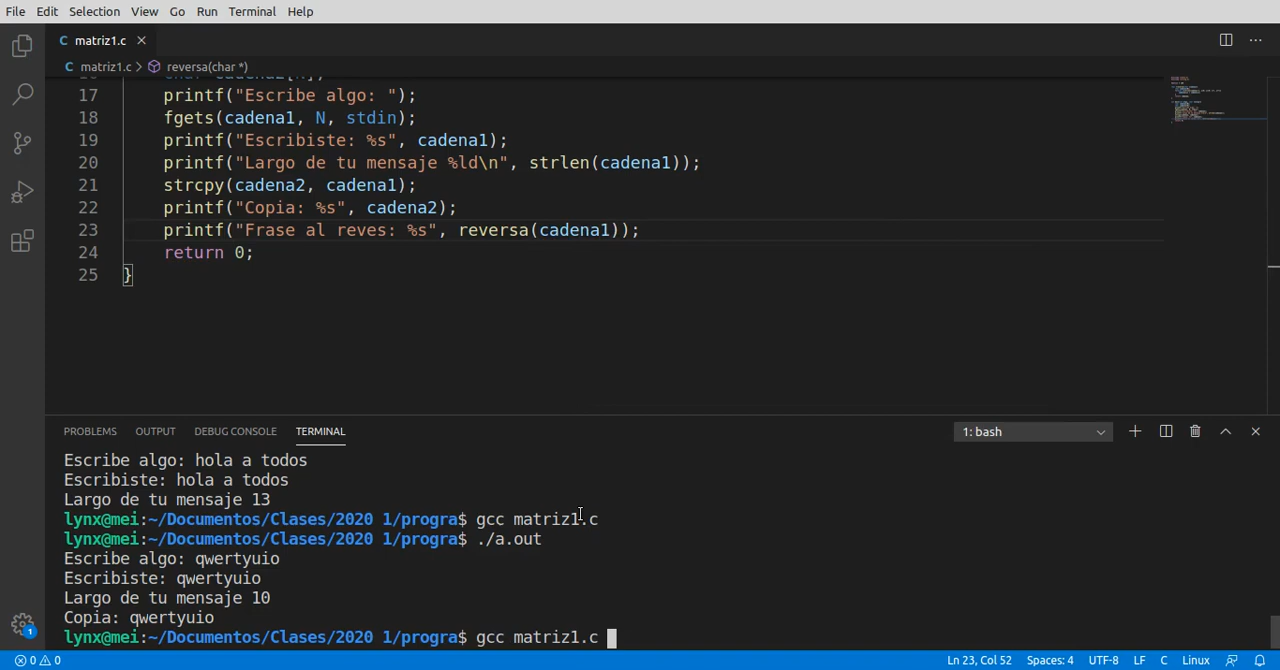 File Edit Selection View Go Run Terminal Help
C matriz1.c
C matriz1.c > reversa(char *)
17 printf("Escribe algo: ");
18 fgets(cadena1, N, stdin);
19 printf("Escribiste: %s", cadena1);
20 printf("Largo de tu mensaje %ld\n", strlen(cadena1));
21 strcpy(cadena2, cadena1);
22 printf("Copia: %s", cadena2);
23 printf("Frase al reves: %s", reversa(cadena1));
24 return 0;
25 }
PROBLEMS OUTPUT DEBUG CONSOLE TERMINAL 1: bash
Escribe algo: hola a todos
Escribiste: hola a todos
Largo de tu mensaje 13
lynx@mei:~/Documentos/Clases/2020 1/progra$ gcc matriz1.c
lynx@mei:~/Documentos/Clases/2020 1/progra$ ./a.out
Escribe algo: qwertyuio
Escribiste: qwertyuio
Largo de tu mensaje 10
Copia: qwertyuio
lynx@mei:~/Documentos/Clases/2020 1/progra$ gcc matriz1.c
1
0 0 Ln 23, Col 52 Spaces: 4 UTF-8 LF C Linux